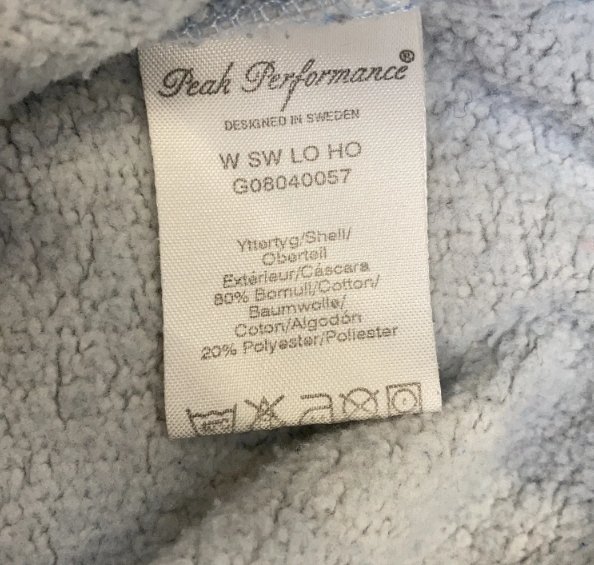 Peak Performance®
DESIGNED IN SWEDEN
W SW LO HO
G08040057
Yttertyg/Shell/
Oberteil
Extérieur/Cáscara
80% Bomull/Cotton/
Baumwolle/
Coton/Algodón
20% Polyester/Poliester